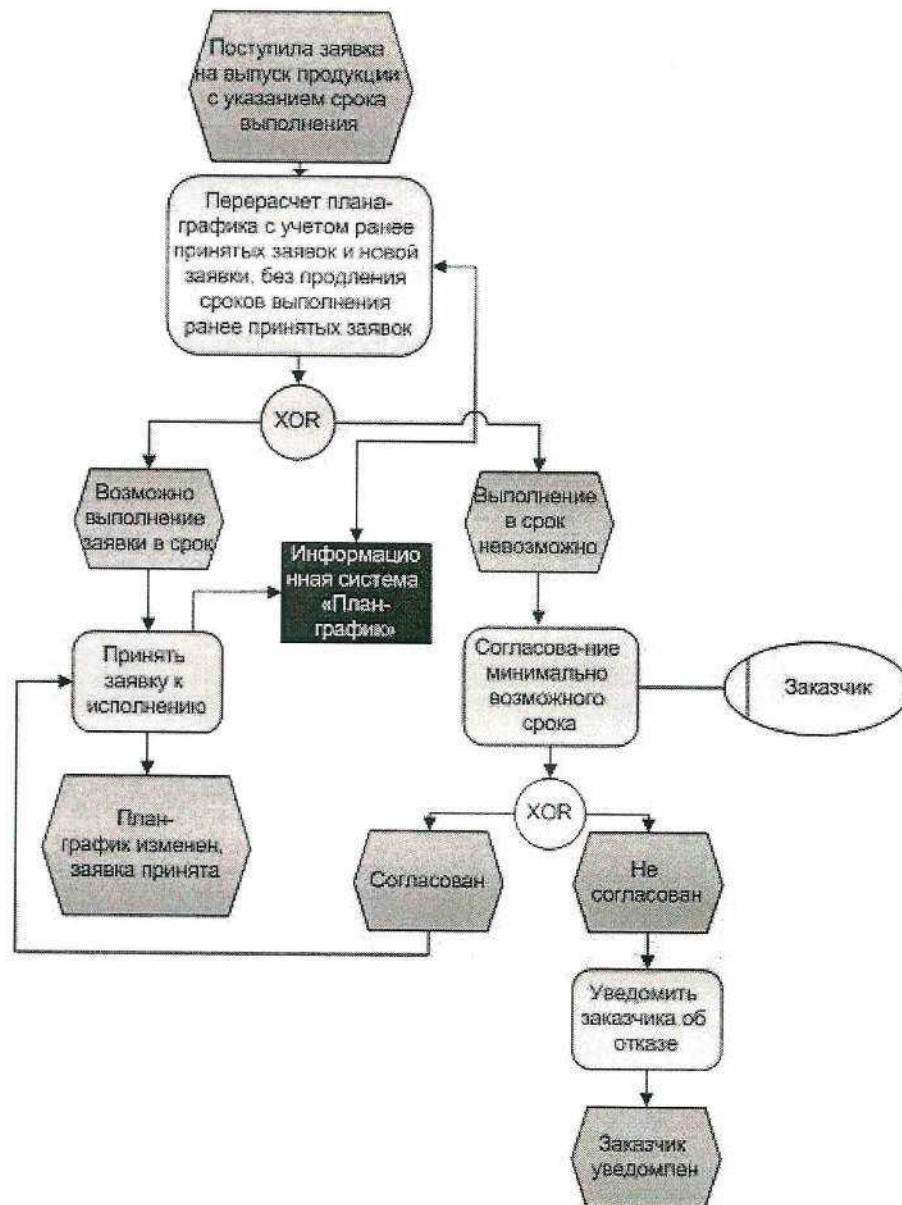 Поступила заявка
на выпуск продукции
с указанием срока
выполнения
Перерасчет плана-
графика с учетом ранее
принятых заявок и новой
заявки, без продления
сроков выполнения
ранее принятых заявок
XOR
Возможно
выполнение
заявки в срок
Информацио
нная система
«План-
график»
Выполнение
в срок
невозможно
Принять
заявку к
исполнению
Согласова-ние
минимально
возможного
срока
Заказчик
План-
график изменен,
заявка принята
XOR
Согласован
Не
согласован
Уведомить
заказчика об
отказе
Заказчик
уведомлен